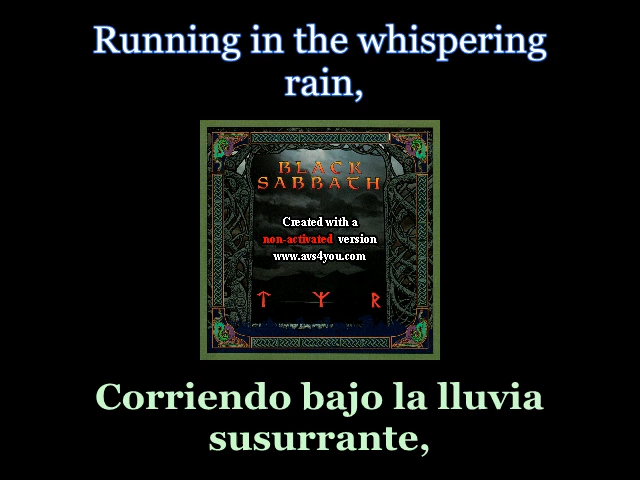 Running in the whispering
rain,
BLACK
SABBATH
Created with a
non-activated version
www.avs4you.com
ᛏ ᛉ ᚱ
Corriendo bajo la lluvia
susurrante,